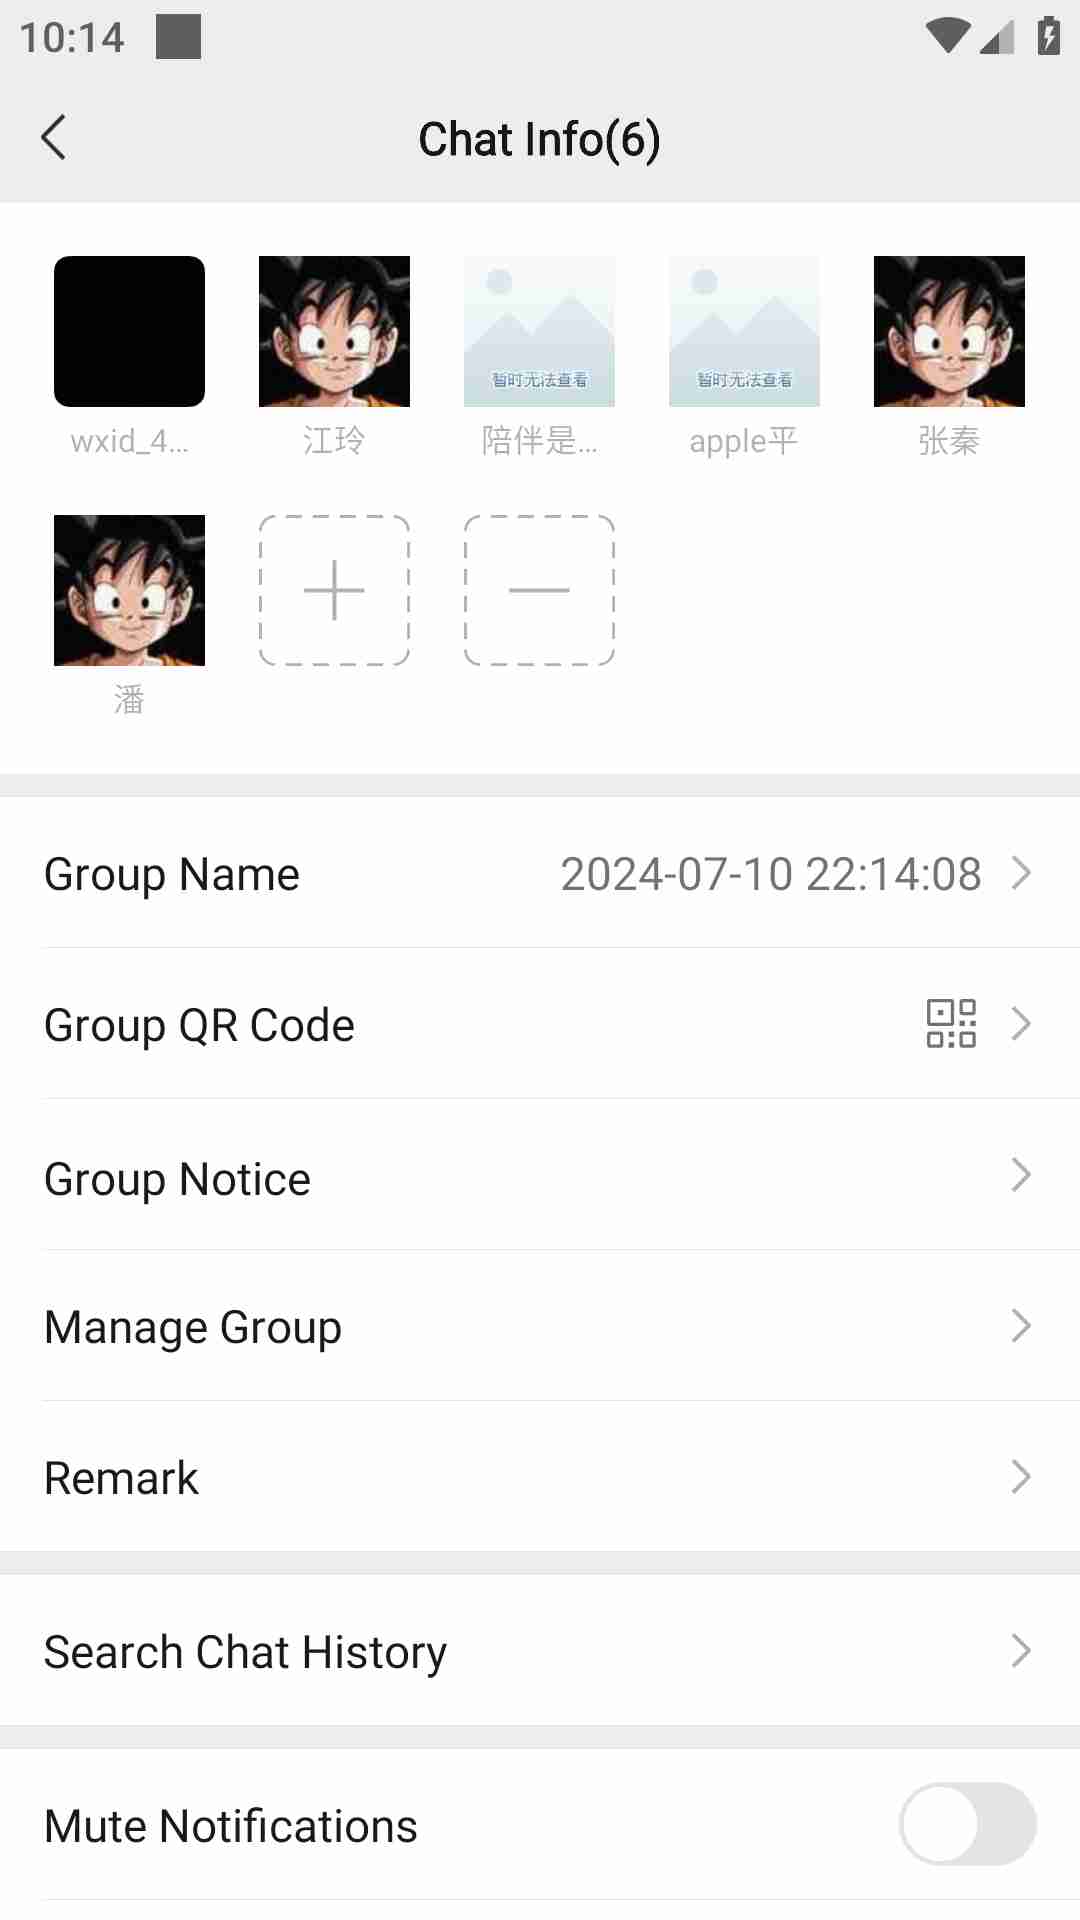 10:14
Chat Info(6)
暂时无法查看 暂时无法查看
wxid_4... 江玲 陪伴是... apple平 张秦
潘
Group Name 2024-07-10 22:14:08
Group QR Code
Group Notice
Manage Group
Remark
Search Chat History
Mute Notifications